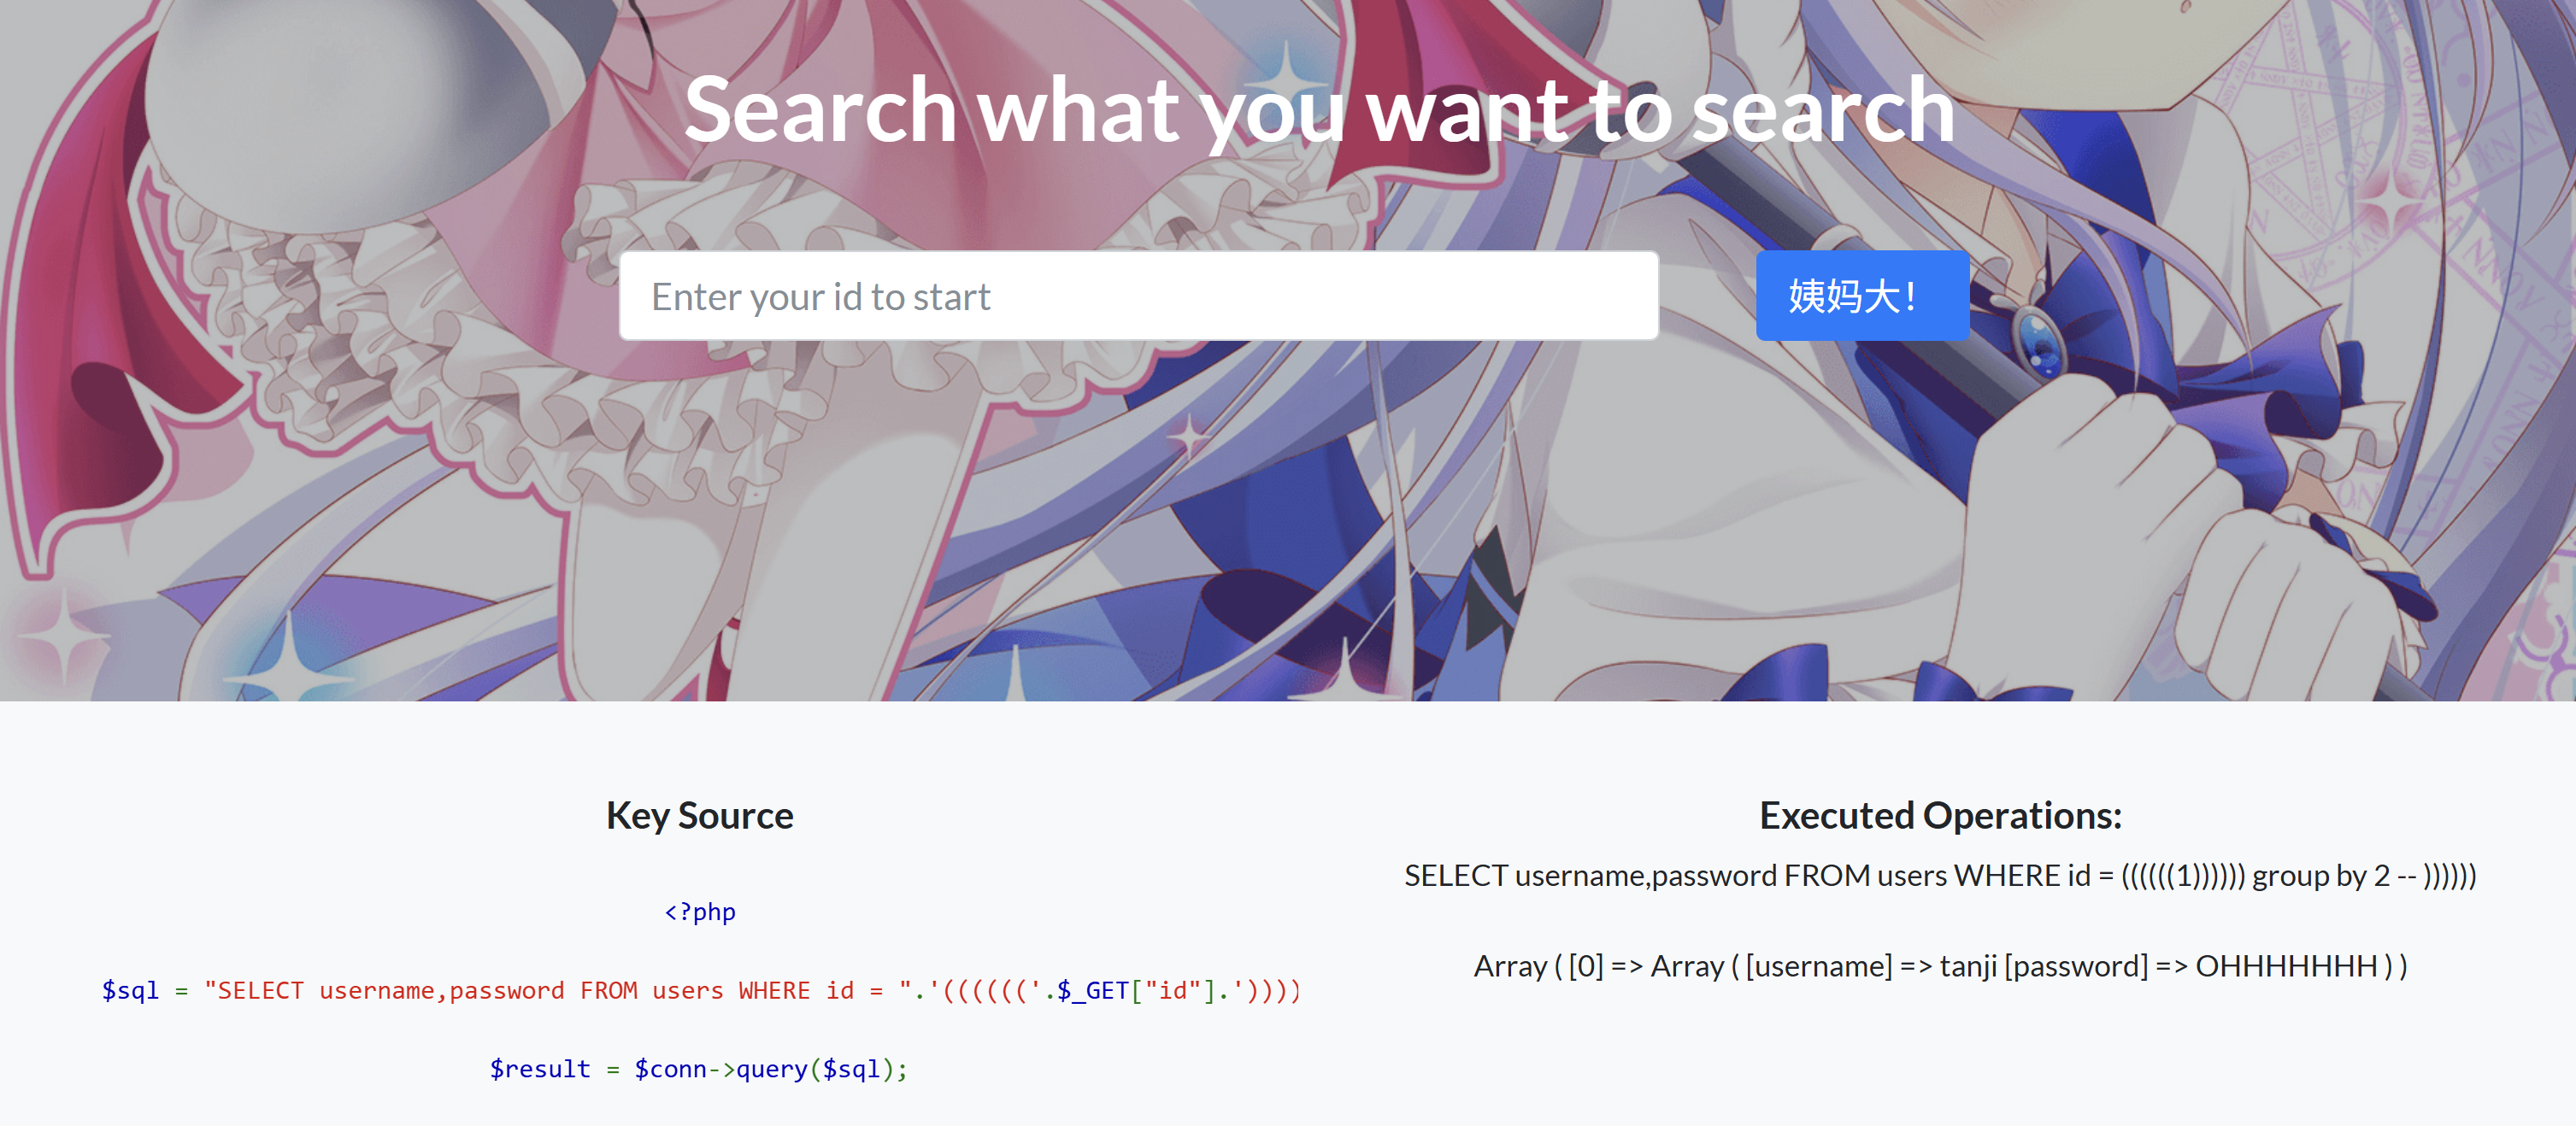 Search what you want to search
Enter your id to start
姨妈大！
Key Source
<?php
$sql = "SELECT username,password FROM users WHERE id = ".'(((((('.$_GET["id"].'))))
$result = $conn->query($sql);
Executed Operations:
SELECT username,password FROM users WHERE id = ((((((1)))))) group by 2 -- ))))))
Array ( [0] => Array ( [username] => tanji [password] => OHHHHHHH ) )